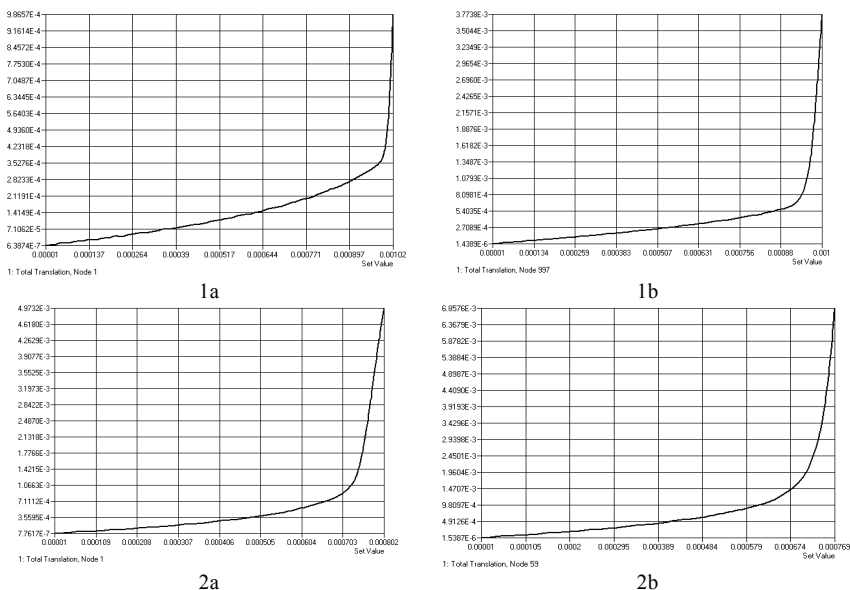 9.8657E-4
9.1614E-4
8.4572E-4
7.7530E-4
7.0487E-4
6.3445E-4
5.6403E-4
4.9360E-4
4.2318E-4
3.5276E-4
2.8233E-4
2.1191E-4
1.4149E-4
7.1062E-5
6.3874E-7
0.00001 0.000137 0.000264 0.00039 0.000517 0.000644 0.000771 0.000897 0.00102
Set Value
1: Total Translation, Node 1
1a
3.7738E-3
3.5044E-3
3.2349E-3
2.9654E-3
2.6960E-3
2.4265E-3
2.1571E-3
1.8876E-3
1.6182E-3
1.3487E-3
1.0793E-3
8.0981E-4
5.4035E-4
2.7089E-4
1.4389E-6
0.00001 0.000134 0.000259 0.000383 0.000507 0.000631 0.000756 0.00088 0.001
Set Value
1: Total Translation, Node 997
1b
4.9732E-3
4.6180E-3
4.2629E-3
3.9077E-3
3.5525E-3
3.1973E-3
2.8422E-3
2.4870E-3
2.1318E-3
1.7766E-3
1.4215E-3
1.0663E-3
7.1112E-4
3.5595E-4
7.7617E-7
0.00001 0.000109 0.000208 0.000307 0.000406 0.000505 0.000604 0.000703 0.000802
Set Value
1: Total Translation, Node 1
2a
6.8576E-3
6.3679E-3
5.8782E-3
5.3884E-3
4.8987E-3
4.4090E-3
3.9193E-3
3.4296E-3
2.9398E-3
2.4501E-3
1.9604E-3
1.4707E-3
9.8097E-4
4.9126E-4
1.5387E-6
0.00001 0.000105 0.0002 0.000295 0.000389 0.000484 0.000579 0.000674 0.000769
Set Value
1: Total Translation, Node 59
2b